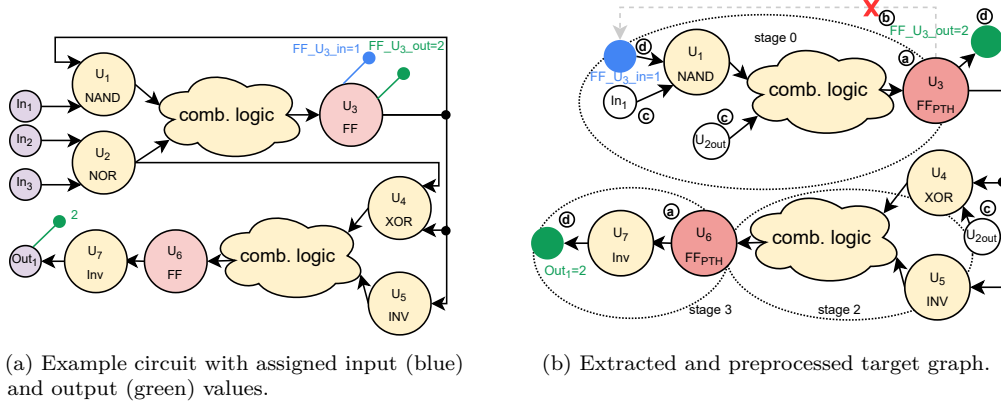 FF_U3_in=1
FF_U3_out=2
U1
NAND
In1
In2
In3
U2
NOR
comb. logic
U3
FF
2
Out1
U7
Inv
U6
FF
comb. logic
U4
XOR
U5
INV
(a) Example circuit with assigned input (blue)
and output (green) values.
X
b
d
FF_U3_out=2
stage 0
d
FF_U3_in=1
U1
NAND
a
U3
FFPTH
In1
c
comb. logic
c
U2out
U4
XOR
c
U2out
d
Out1=2
U7
Inv
a
U6
FFPTH
comb. logic
U5
INV
stage 3
stage 2
(b) Extracted and preprocessed target graph.